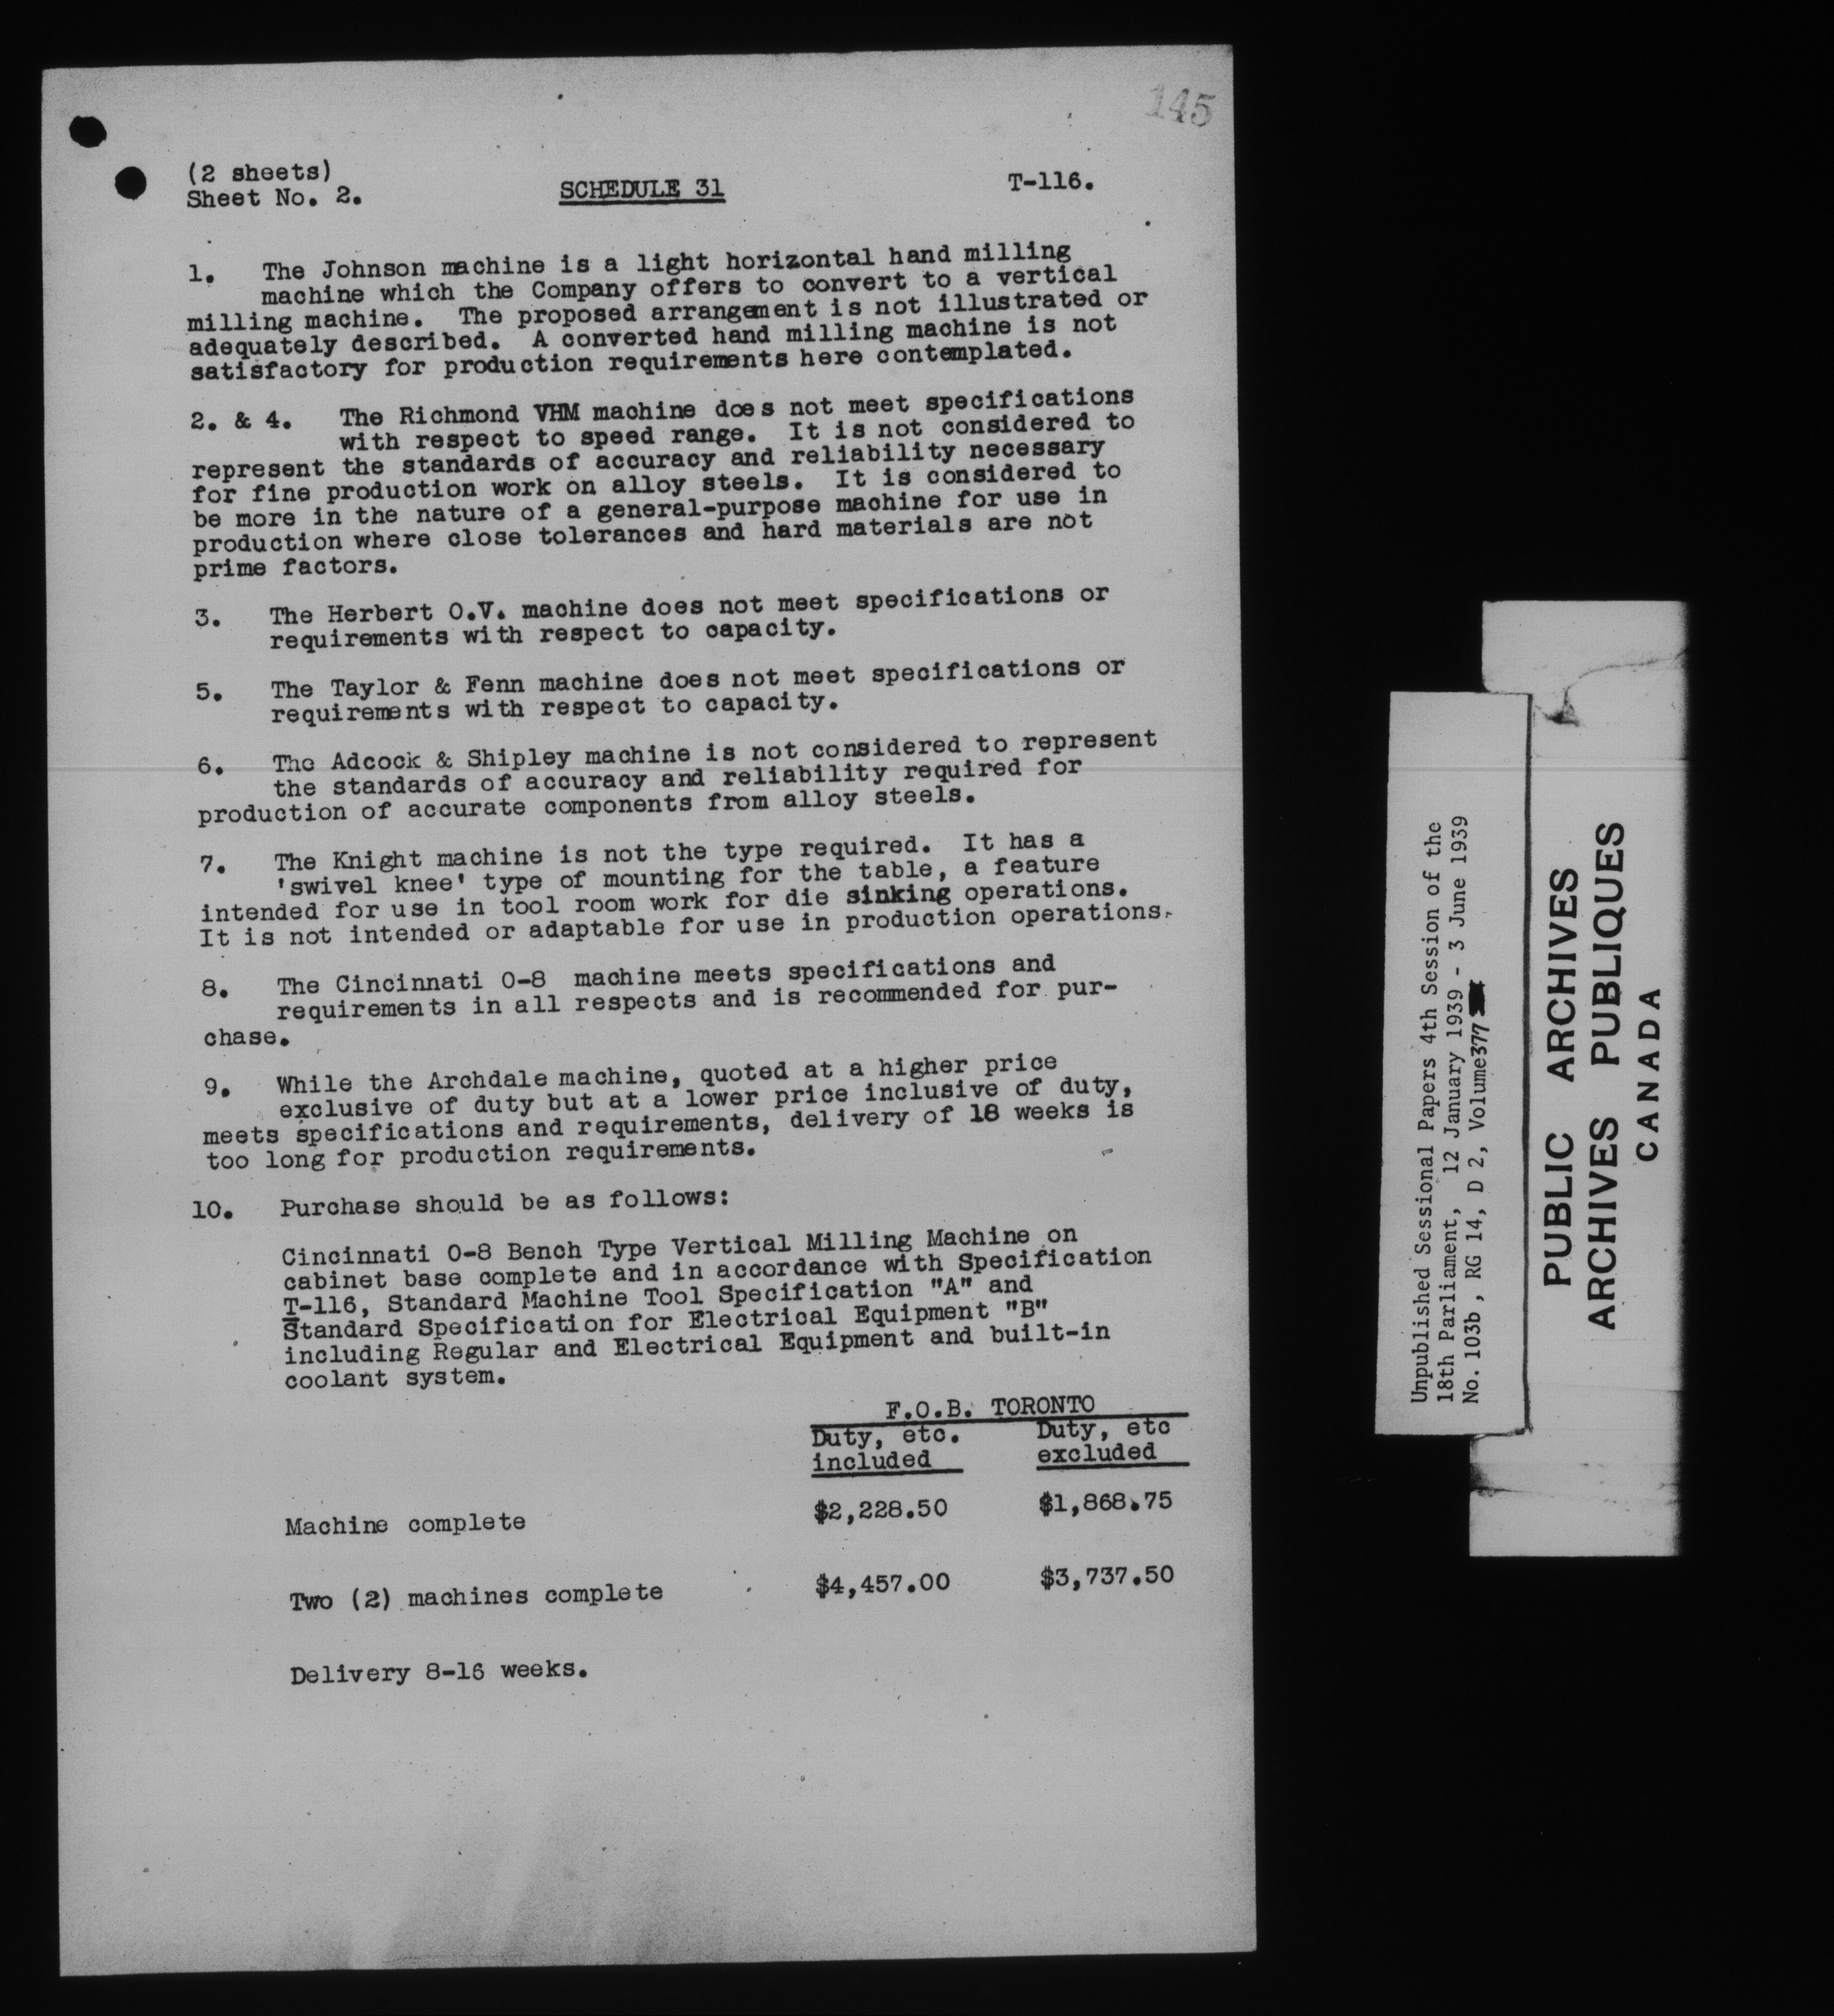 145
(2 sheets)
Sheet No. 2.
SCHEDULE 31
T-116.
1. The Johnson machine is a light horizontal hand milling
machine which the Company offers to convert to a vertical
milling machine. The proposed arrangement is not illustrated or
adequately described. A converted hand milling machine is not
satisfactory for production requirements here contemplated.
2. & 4. The Richmond VHM machine does not meet specifications
with respect to speed range. It is not considered to
represent the standards of accuracy and reliability necessary
for fine production work on alloy steels. It is considered to
be more in the nature of a general-purpose machine for use in
production where close tolerances and hard materials are not
prime factors.
3. The Herbert O.V. machine does not meet specifications or
requirements with respect to capacity.
5. The Taylor & Fenn machine does not meet specifications or
requirements with respect to capacity.
6. The Adcock & Shipley machine is not considered to represent
the standards of accuracy and reliability required for
production of accurate components from alloy steels.
7. The Knight machine is not the type required. It has a
'swivel knee' type of mounting for the table, a feature
intended for use in tool room work for die sinking operations.
It is not intended or adaptable for use in production operations.
8. The Cincinnati 0-8 machine meets specifications and
requirements in all respects and is recommended for pur-
chase.
9. While the Archdale machine, quoted at a higher price
exclusive of duty but at a lower price inclusive of duty,
meets specifications and requirements, delivery of 18 weeks is
too long for production requirements.
10. Purchase should be as follows:
Cincinnati 0-8 Bench Type Vertical Milling Machine on
cabinet base complete and in accordance with Specification
T-116, Standard Machine Tool Specification "A" and
Standard Specification for Electrical Equipment "B"
including Regular and Electrical Equipment and built-in
coolant system.
F.O.B. TORONTO
Duty, etc. included
Duty, etc excluded
Machine complete $2,228.50 $1,868.75
Two (2) machines complete $4,457.00 $3,737.50
Delivery 8-16 weeks.
Unpublished Sessional Papers 4th Session of the
18th Parliament, 12 January 1939 - 3 June 1939
No. 103b, RG 14, D 2, Volume 377
PUBLIC ARCHIVES
ARCHIVES PUBLIQUES
CANADA